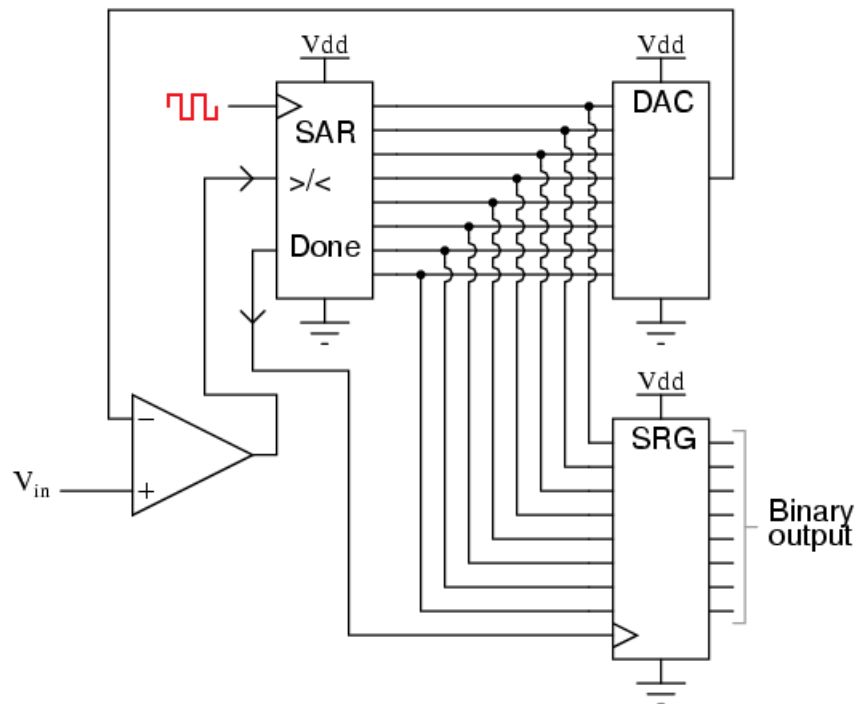 Vdd
Vdd
SAR
DAC
>/<
Done
Vdd
SRG
−
+
Vin
Binary
output